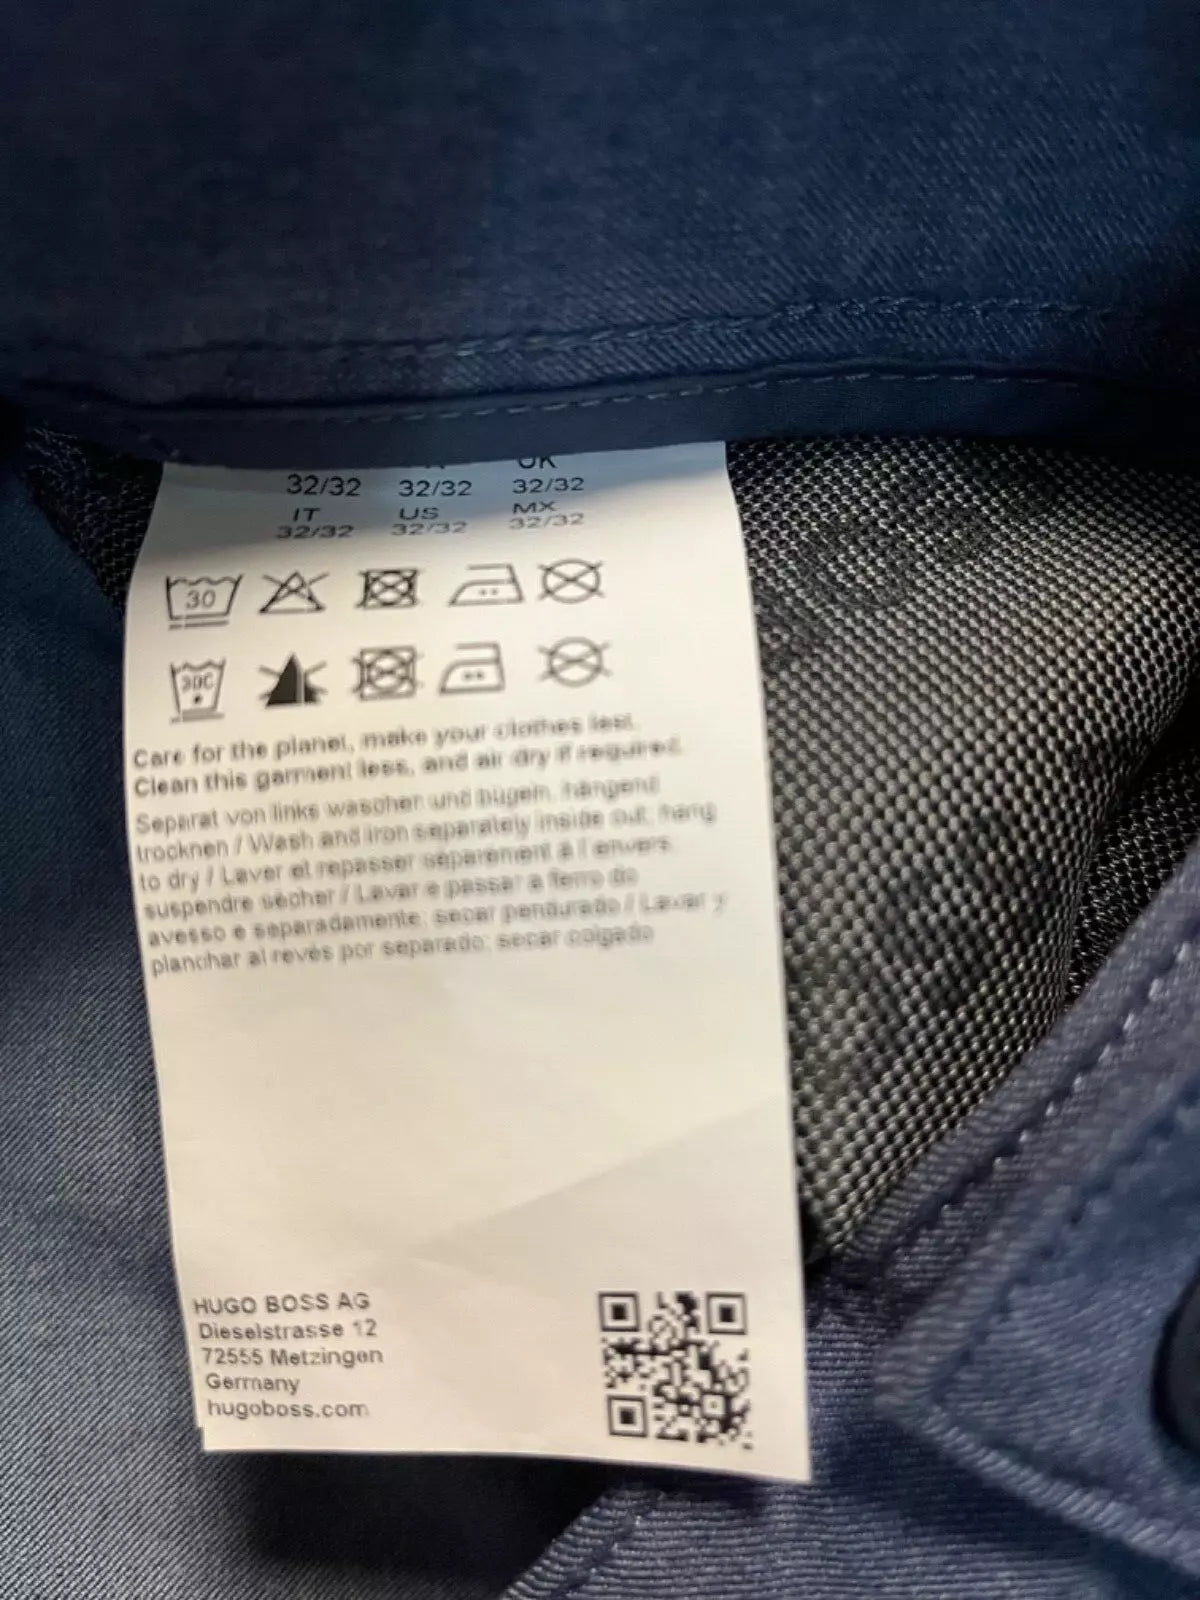 UK
32/32 32/32 32/32
IT US MX
32/32 32/32 32/32
30
30C
Care for the planet, make your clothes last.
Clean this garment less, and air dry if required.
Separat von links waschen und bügeln, hängend
trocknen / Wash and iron separately inside out; hang
to dry / Laver et repasser séparément à l'envers
suspendre sécher / Lavar e passar a ferro do
avesso e separadamente; secar pendurado / Lavar y
planchar al revés por separado; secar colgado
HUGO BOSS AG
Dieselstrasse 12
72555 Metzingen
Germany
hugoboss.com